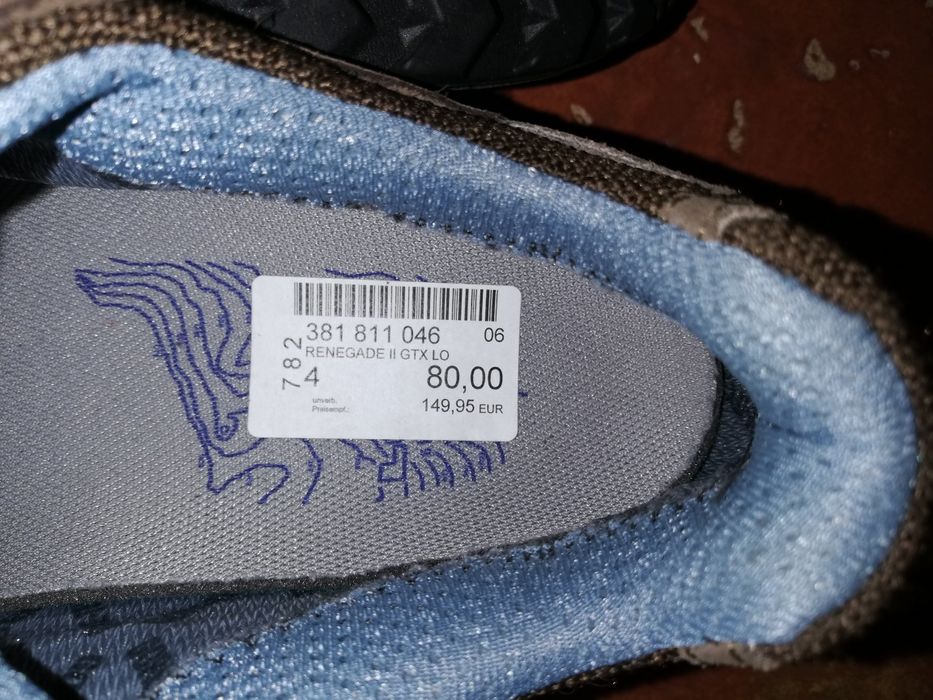 381 811 046 06
782
RENEGADE II GTX LO
4 80,00
unverb.
Preisempf.: 149,95 EUR